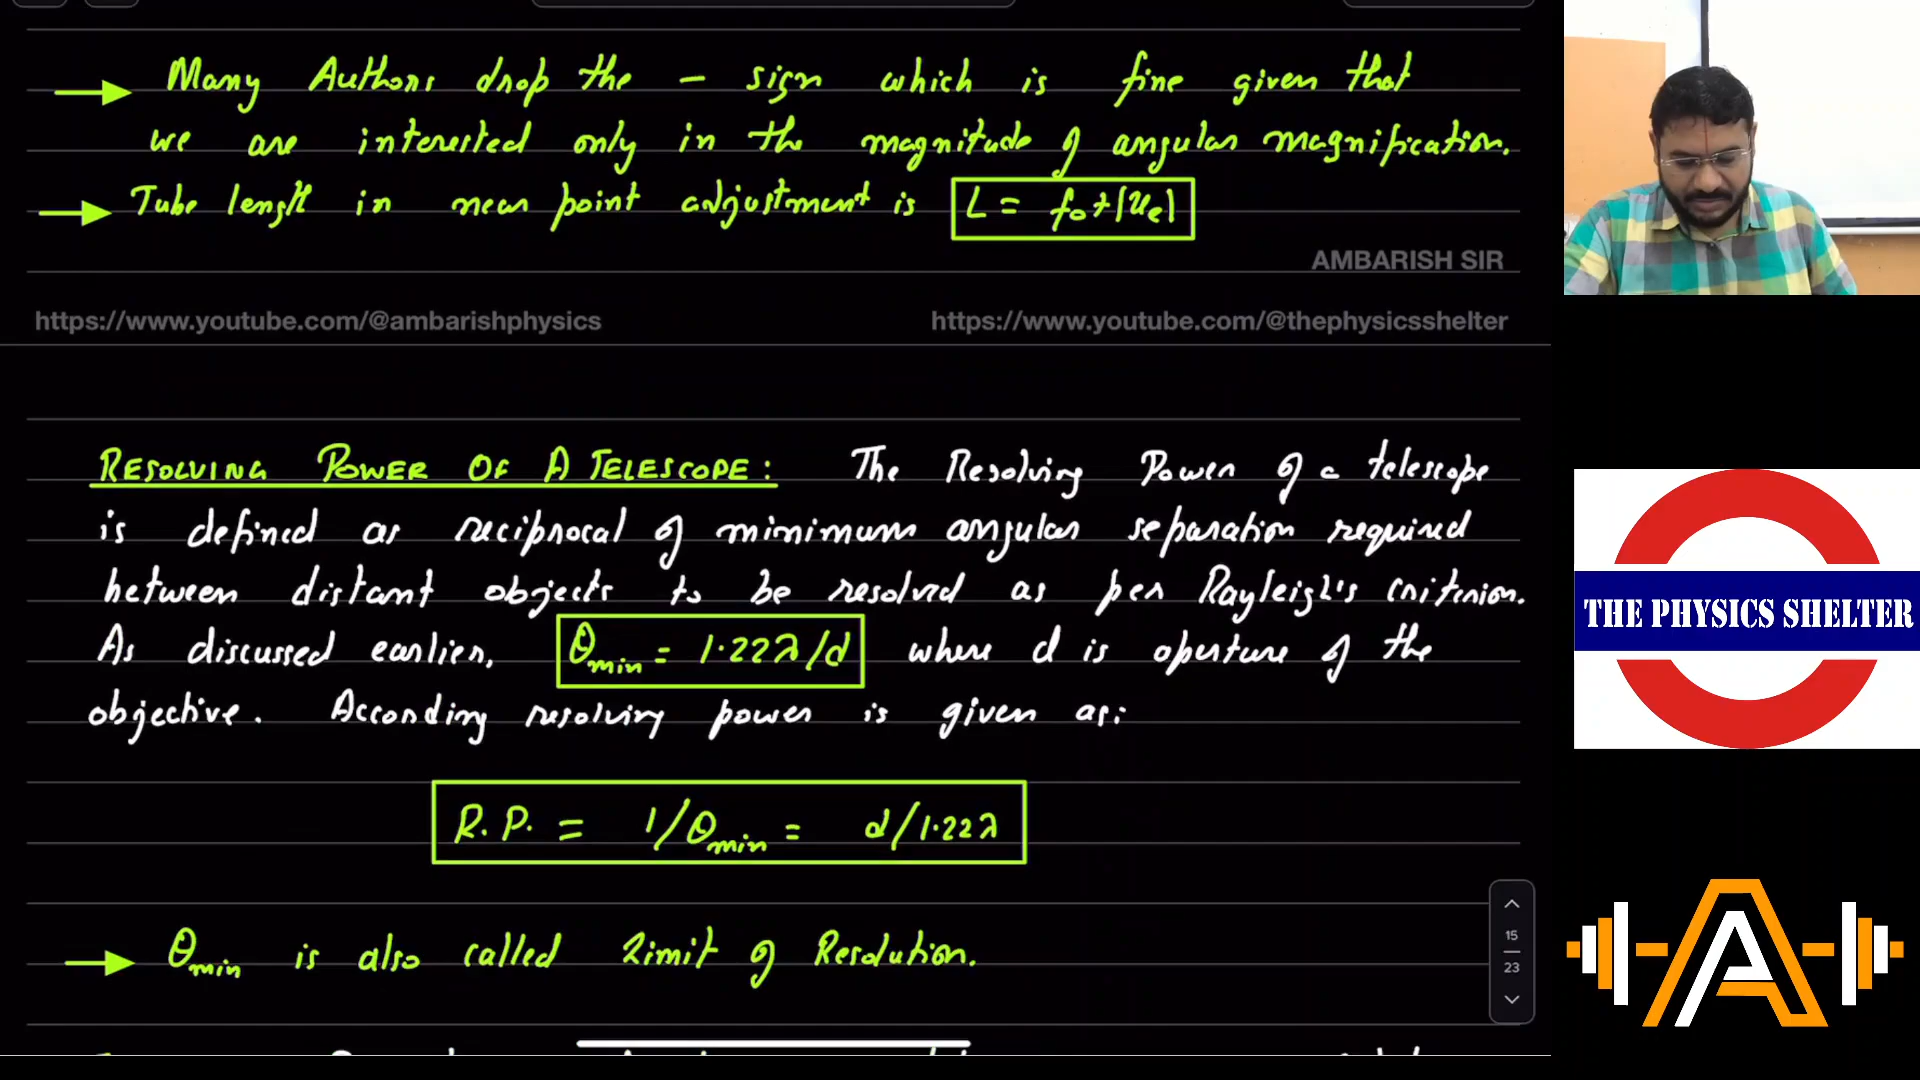 → Many Authors drop the – sign which is fine given that
we are interested only in the magnitude of angular magnification.
→ Tube length in near point adjustment is L = fo+|ue|
AMBARISH SIR
https://www.youtube.com/@ambarishphysics https://www.youtube.com/@thephysicsshelter
RESOLVING POWER OF A TELESCOPE: The Resolving Power of a telescope
is defined as reciprocal of minimum angular separation required
between distant objects to be resolved as per Rayleigh's criterion.
As discussed earlier, θmin = 1.22λ/d where d is aperture of the
objective. According resolving power is given as:
R.P. = 1/θmin = d/1.22λ
→ θmin is also called Limit of Resolution.
15
23
THE PHYSICS SHELTER
A